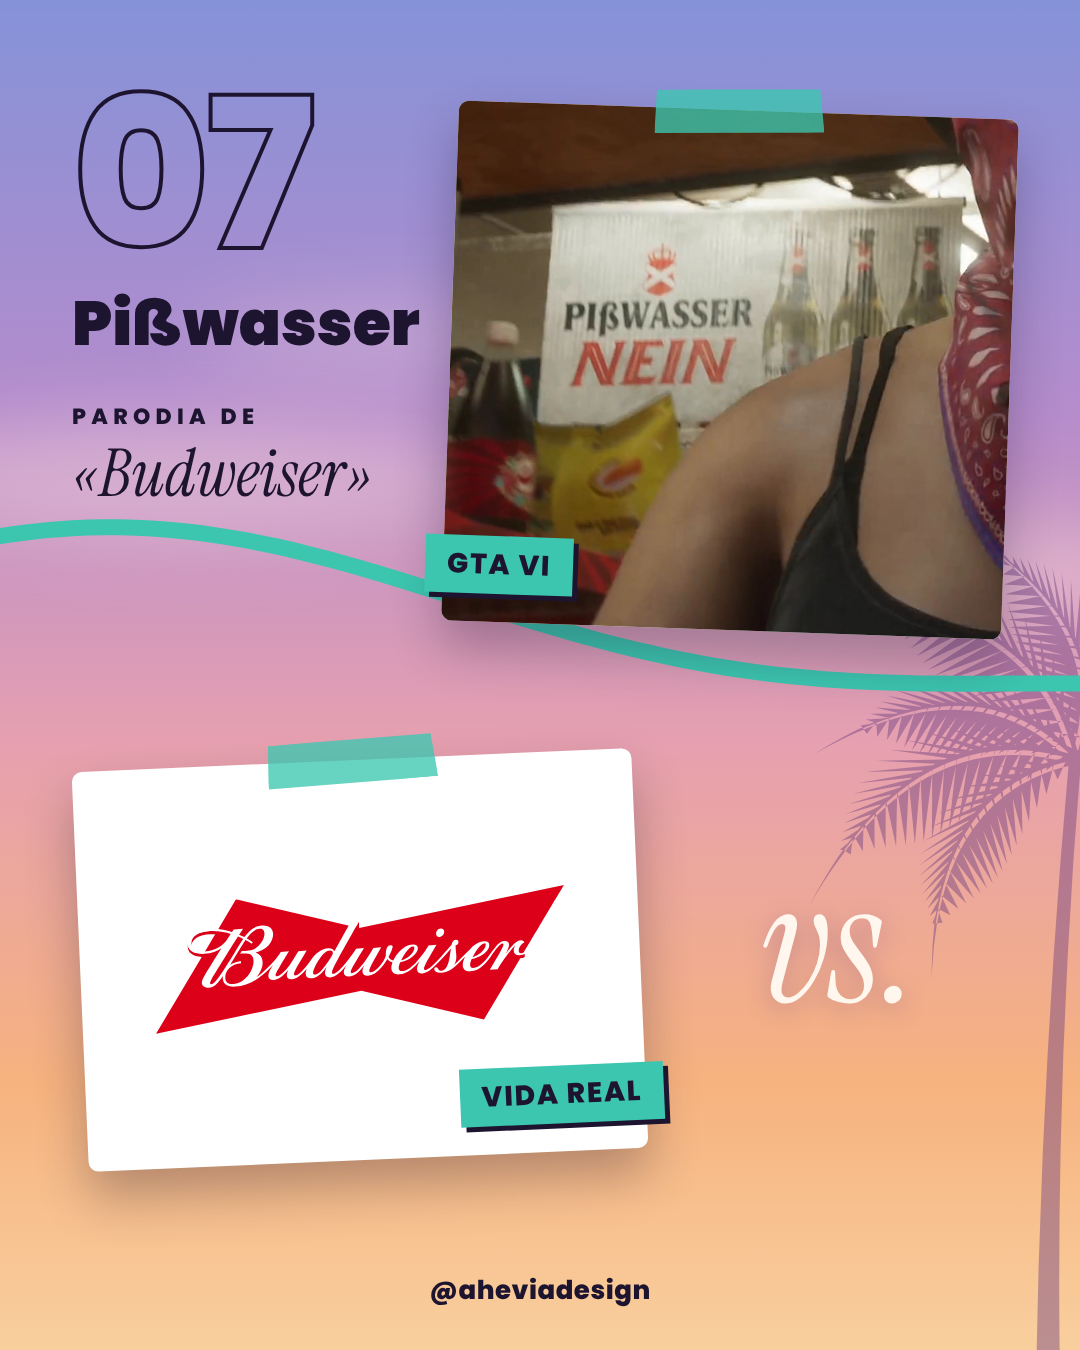 07
Pißwasser
PARODIA DE
«Budweiser»
PIßWASSER
NEIN
GTA VI
Budweiser
VIDA REAL
vs.
@aheviadesign